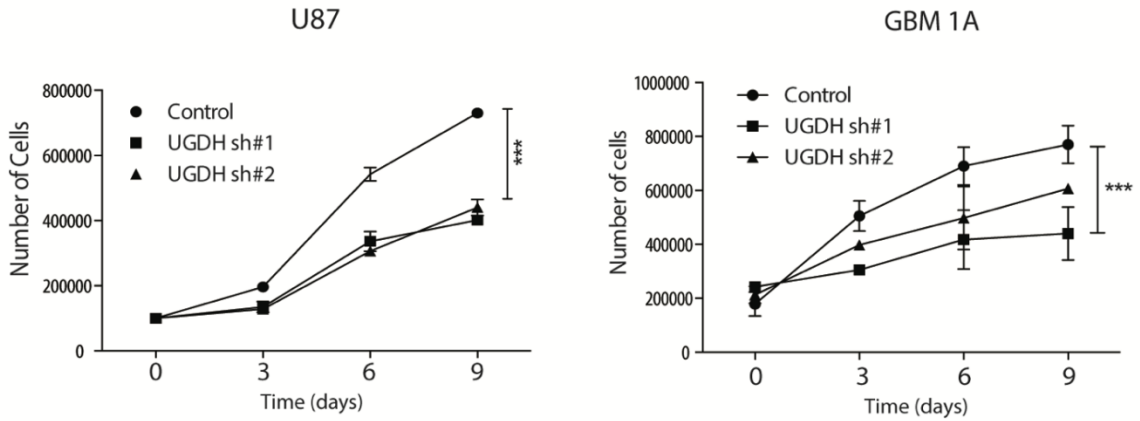 U87
Number of Cells
800000
600000
400000
200000
0
Control
UGDH sh#1
UGDH sh#2
***
0 3 6 9
Time (days)
GBM 1A
Number of cells
1000000
800000
600000
400000
200000
0
Control
UGDH sh#1
UGDH sh#2
***
0 3 6 9
Time (days)